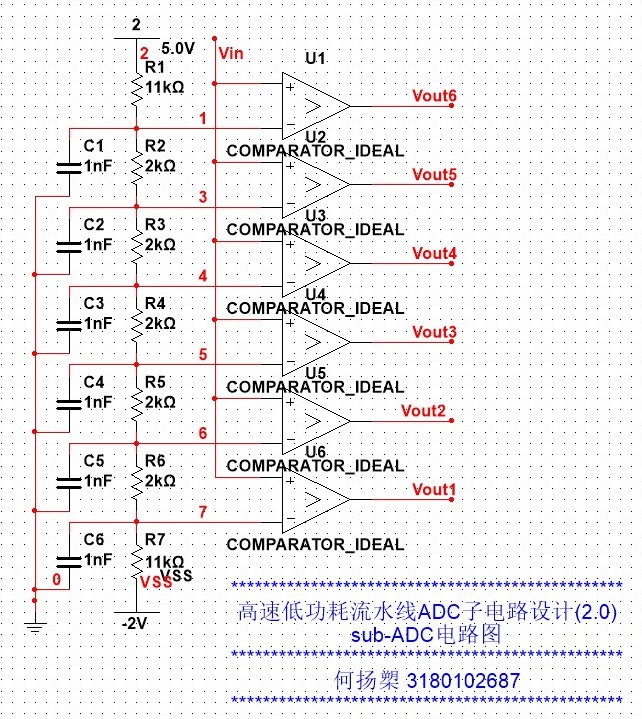 2
2 5.0V
Vin
U1
R1
11kΩ
+
>
Vout6
1
−
C1
1nF
R2
2kΩ
U2
COMPARATOR_IDEAL
+
>
Vout5
3
−
C2
1nF
R3
2kΩ
U3
COMPARATOR_IDEAL
+
>
Vout4
4
−
C3
1nF
R4
2kΩ
U4
COMPARATOR_IDEAL
+
>
Vout3
5
−
C4
1nF
R5
2kΩ
U5
COMPARATOR_IDEAL
+
>
Vout2
6
−
C5
1nF
R6
2kΩ
U6
COMPARATOR_IDEAL
+
>
Vout1
7
−
C6
1nF
R7
11kΩ
COMPARATOR_IDEAL
0
VSS
VSS
-2V
**************************************************
高速低功耗流水线ADC子电路设计(2.0)
sub-ADC电路图
**************************************************
何扬槊 3180102687
**************************************************